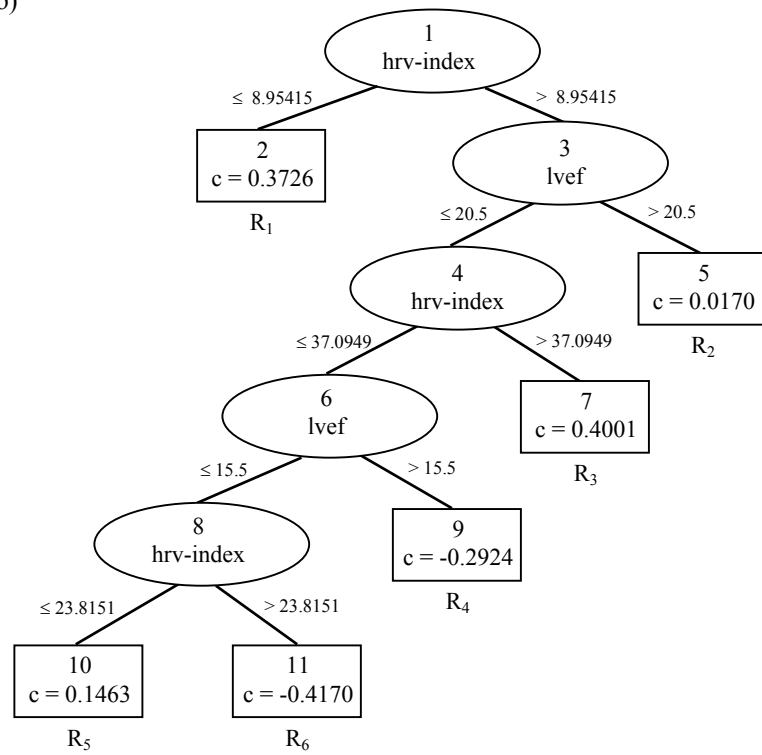 1
hrv-index
≤ 8.95415
> 8.95415
2
c = 0.3726
R₁
3
lvef
≤ 20.5
> 20.5
4
hrv-index
5
c = 0.0170
R₂
≤ 37.0949
> 37.0949
6
lvef
7
c = 0.4001
R₃
≤ 15.5
> 15.5
8
hrv-index
9
c = -0.2924
R₄
≤ 23.8151
> 23.8151
10
c = 0.1463
R₅
11
c = -0.4170
R₆